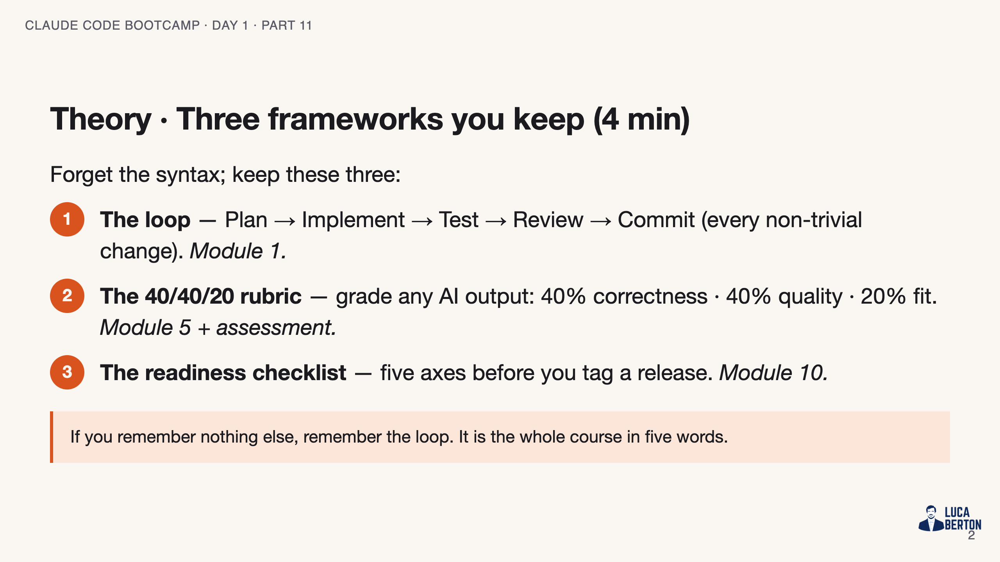 CLAUDE CODE BOOTCAMP · DAY 1 · PART 11
Theory · Three frameworks you keep (4 min)
Forget the syntax; keep these three:
1 The loop — Plan → Implement → Test → Review → Commit (every non-trivial
change). Module 1.
2 The 40/40/20 rubric — grade any AI output: 40% correctness · 40% quality · 20% fit.
Module 5 + assessment.
3 The readiness checklist — five axes before you tag a release. Module 10.
If you remember nothing else, remember the loop. It is the whole course in five words.
LUCA
BERTON
2